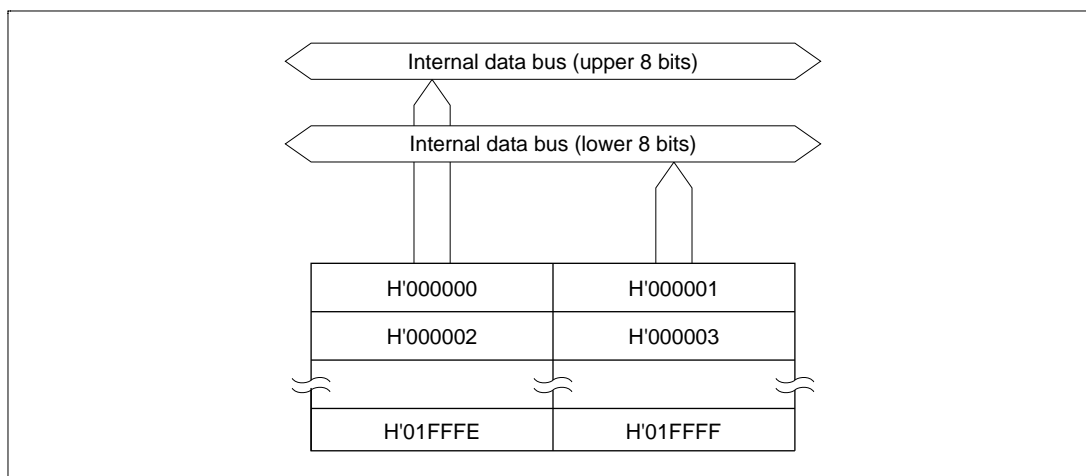 Internal data bus (upper 8 bits)
Internal data bus (lower 8 bits)
H'000000 H'000001
H'000002 H'000003
H'01FFFE H'01FFFF